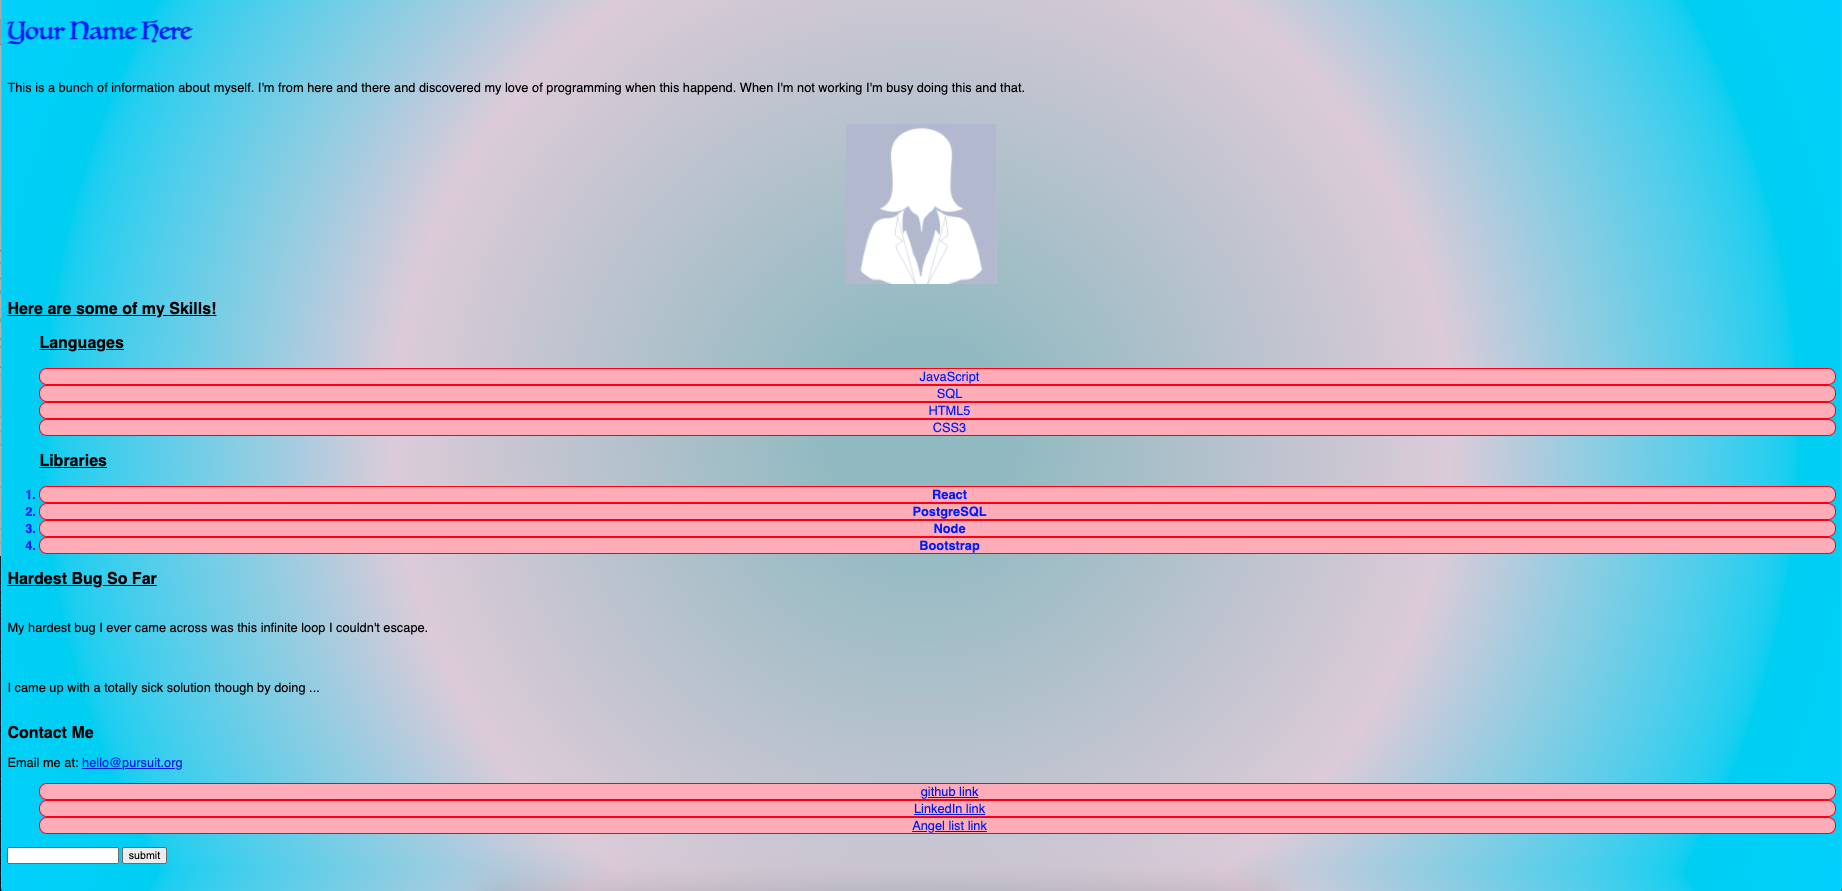 Your Name Here
This is a bunch of information about myself. I'm from here and there and discovered my love of programming when this happend. When I'm not working I'm busy doing this and that.
Here are some of my Skills!
Languages
JavaScript
SQL
HTML5
CSS3
Libraries
1. React
2. PostgreSQL
3. Node
4. Bootstrap
Hardest Bug So Far
My hardest bug I ever came across was this infinite loop I couldn't escape.
I came up with a totally sick solution though by doing ...
Contact Me
Email me at: hello@pursuit.org
github link
LinkedIn link
Angel list link
submit